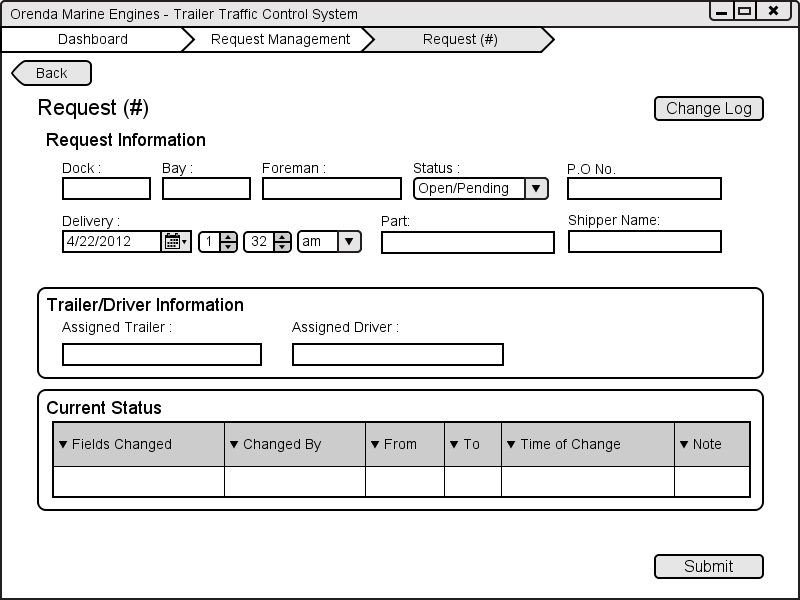 Orenda Marine Engines - Trailer Traffic Control System
Dashboard Request Management Request (#)
Back
Request (#)
Change Log
Request Information
Dock : Bay : Foreman : Status : P.O No.
Open/Pending
Delivery : Part: Shipper Name:
4/22/2012 1 32 am
Trailer/Driver Information
Assigned Trailer : Assigned Driver :
Current Status
Fields Changed Changed By From To Time of Change Note
Submit